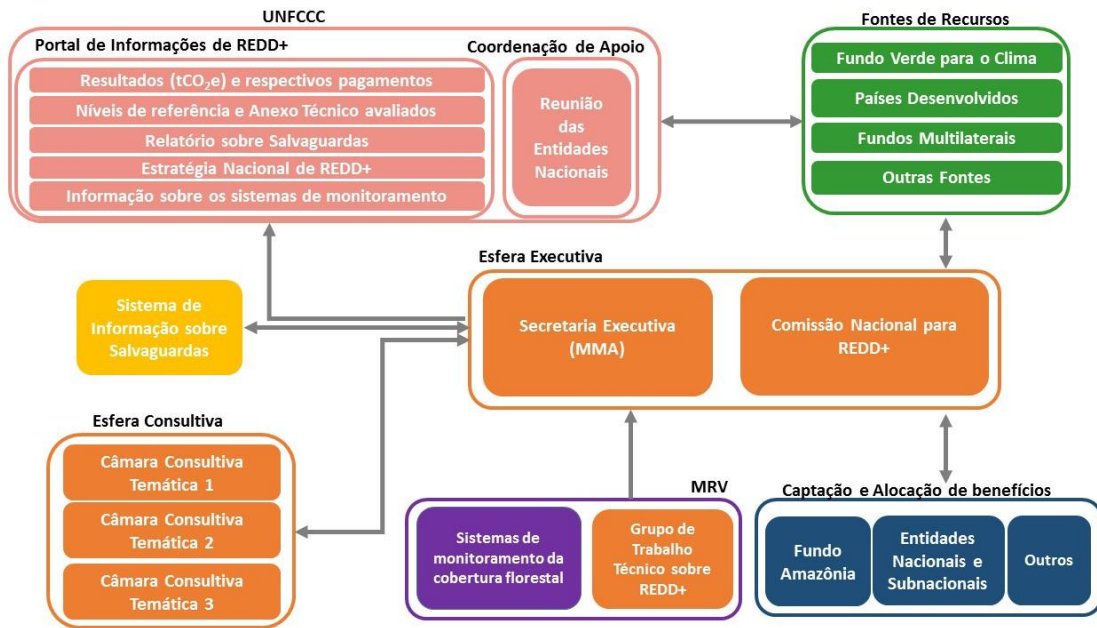 UNFCCC
Portal de Informações de REDD+
Resultados (tCO₂e) e respectivos pagamentos
Níveis de referência e Anexo Técnico avaliados
Relatório sobre Salvaguardas
Estratégia Nacional de REDD+
Informação sobre os sistemas de monitoramento
Coordenação de Apoio
Reunião
das
Entidades
Nacionais
Fontes de Recursos
Fundo Verde para o Clima
Países Desenvolvidos
Fundos Multilaterais
Outras Fontes
Esfera Executiva
Secretaria Executiva
(MMA)
Comissão Nacional para
REDD+
Sistema de
Informação sobre
Salvaguardas
Esfera Consultiva
Câmara Consultiva
Temática 1
Câmara Consultiva
Temática 2
Câmara Consultiva
Temática 3
MRV
Sistemas de
monitoramento da
cobertura florestal
Grupo de
Trabalho
Técnico sobre
REDD+
Captação e Alocação de benefícios
Fundo
Amazônia
Entidades
Nacionais e
Subnacionais
Outros